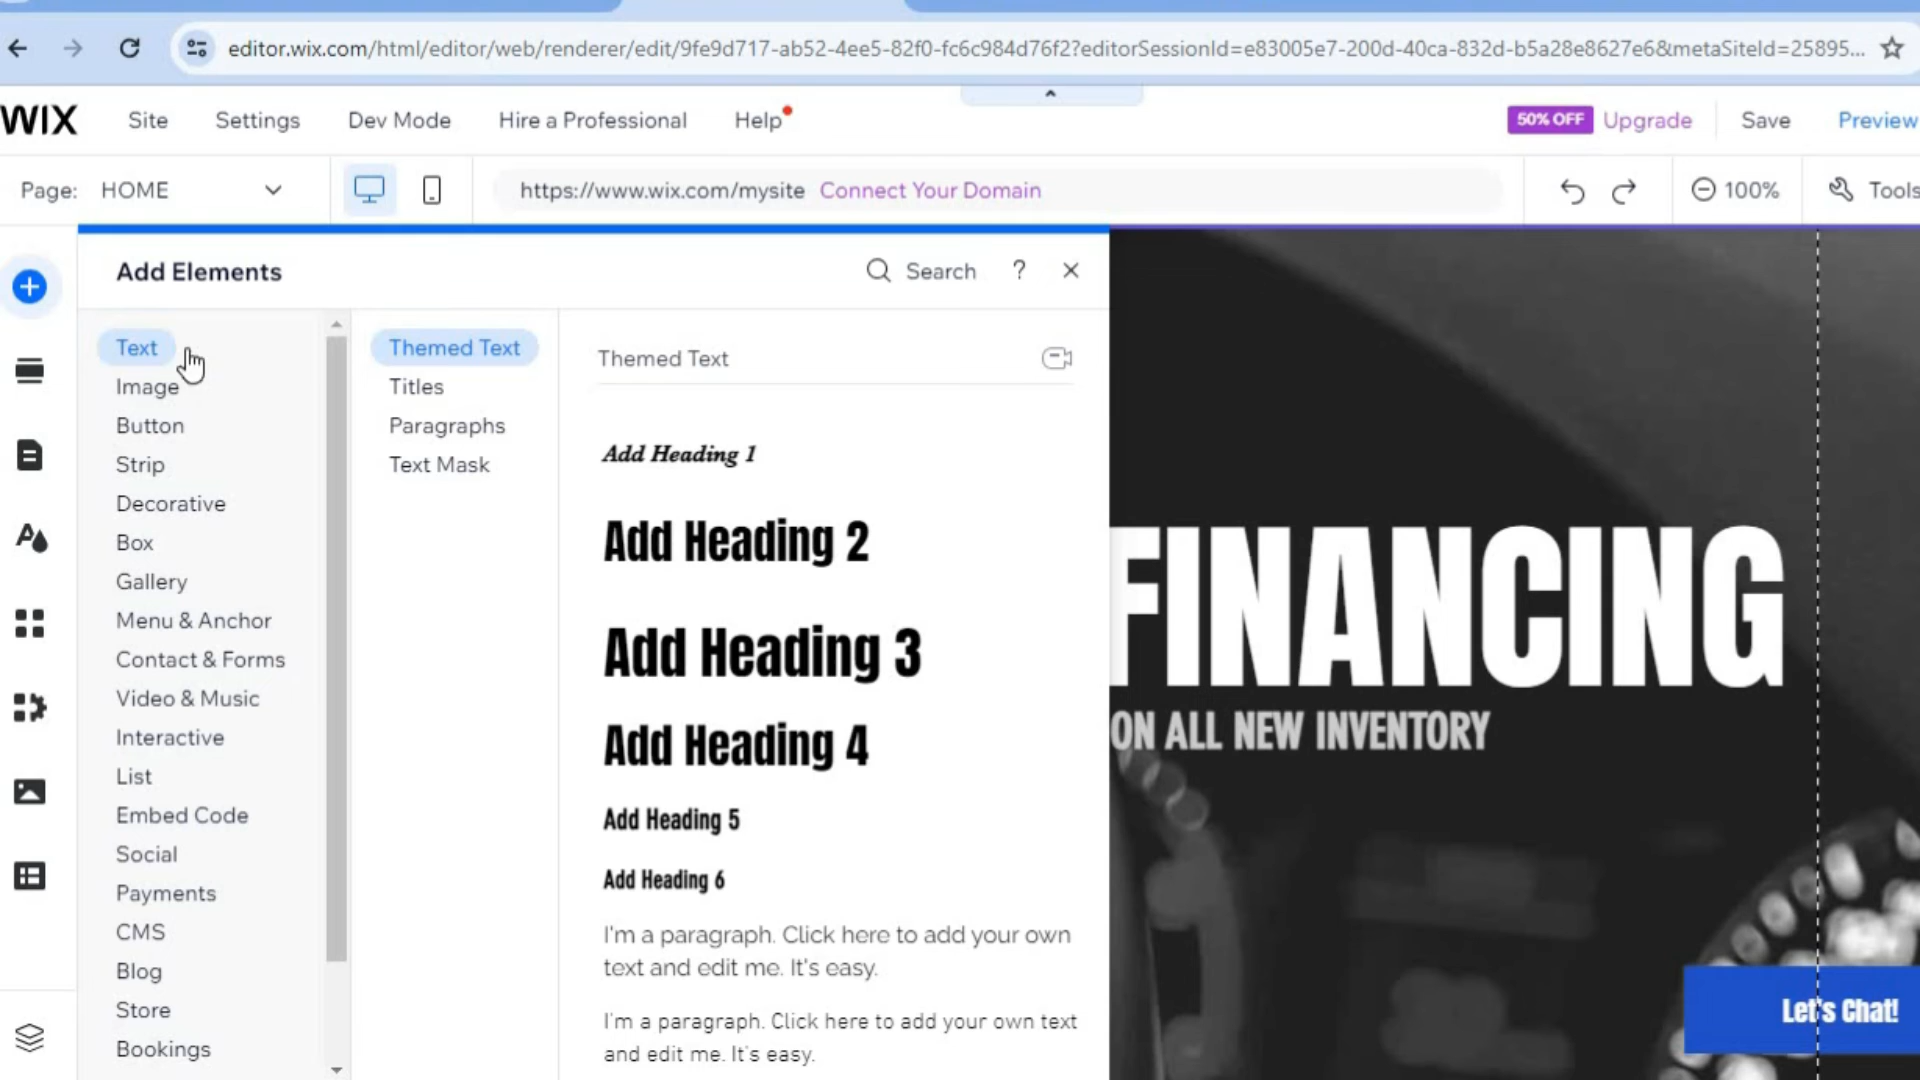 editor.wix.com/html/editor/web/renderer/edit/9fe9d717-ab52-4ee5-82f0-fc6c984d76f2?editorSessionId=e83005e7-200d-40ca-832d-b5a28e8627e6&metaSiteId=25895...
WIX Site Settings Dev Mode Hire a Professional Help 50% OFF Upgrade Save Preview
Page: HOME https://www.wix.com/mysite Connect Your Domain 100% Tools
Add Elements Search ? 
Text
Image
Button
Strip
Decorative
Box
Gallery
Menu & Anchor
Contact & Forms
Video & Music
Interactive
List
Embed Code
Social
Payments
CMS
Blog
Store
Bookings
Themed Text
Titles
Paragraphs
Text Mask
Themed Text
Add Heading 1
Add Heading 2
Add Heading 3
Add Heading 4
Add Heading 5
Add Heading 6
I'm a paragraph. Click here to add your own
text and edit me. It's easy.
I'm a paragraph. Click here to add your own text
and edit me. It's easy.
FINANCING
ON ALL NEW INVENTORY
Let's Chat!